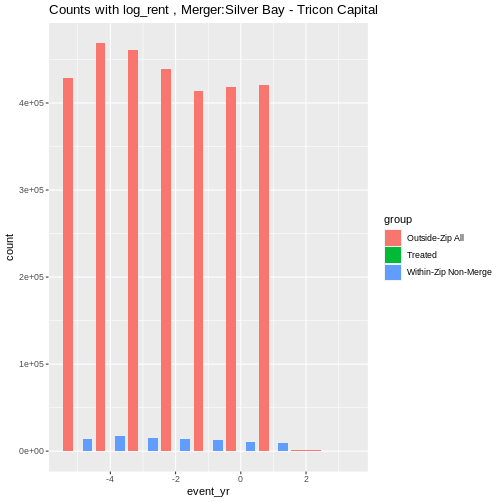 Counts with log_rent , Merger:Silver Bay - Tricon Capital
count
4e+05
3e+05
2e+05
1e+05
0e+00
-4 -2 0 2
event_yr
group
Outside-Zip All
Treated
Within-Zip Non-Merge